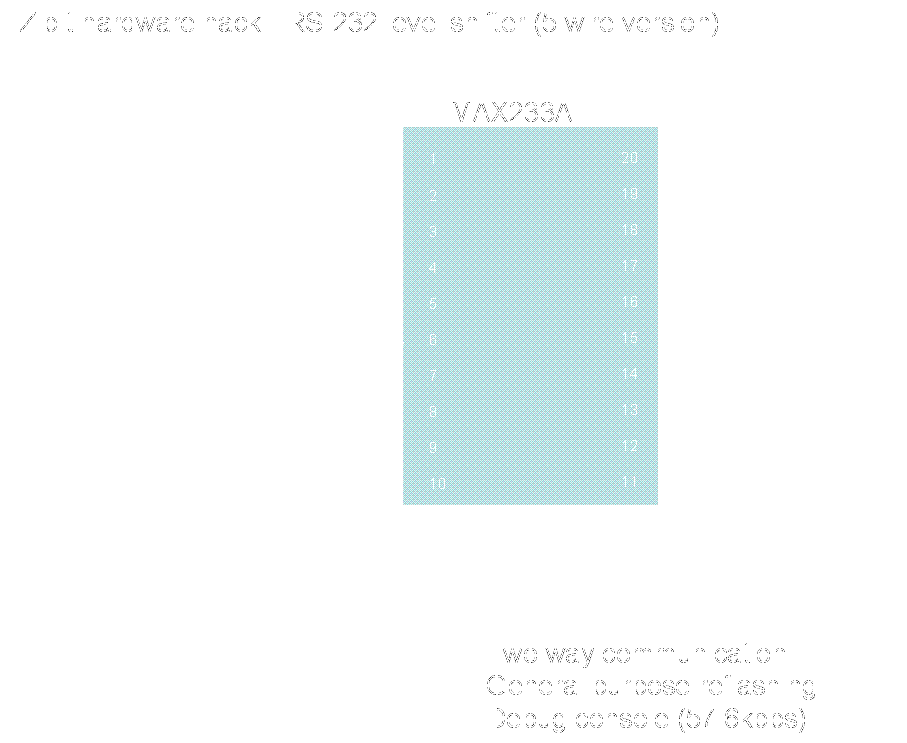 Zipit hardware hack - RS-232 level shifter (5 wire version)
MAX233A
1 20
2 19
3 18
4 17
5 16
6 15
7 14
8 13
9 12
10 11
Two way communication
General purpose reflashing
Debug console (57.6kbps)